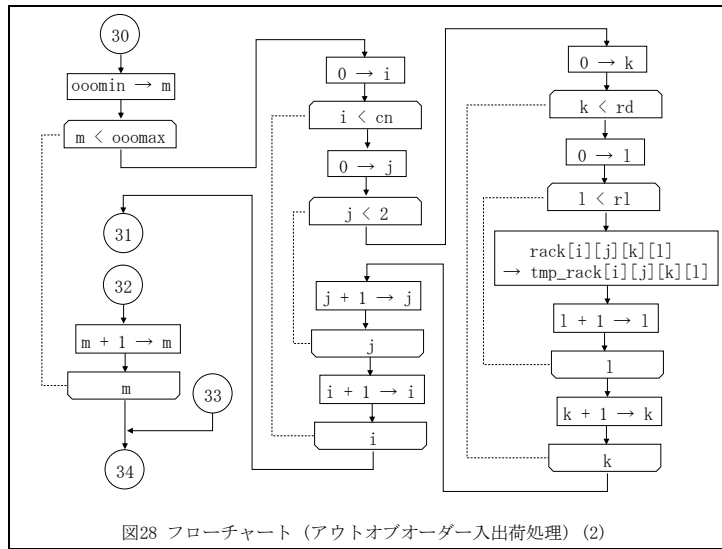 30
ooomin → m
m < ooomax
31
32
m + 1 → m
m
33
34
0 → i
i < cn
0 → j
j < 2
j + 1 → j
j
i + 1 → i
i
0 → k
k < rd
0 → l
l < rl
rack[i][j][k][l]
→ tmp_rack[i][j][k][l]
l + 1 → l
l
k + 1 → k
k
図28 フローチャート (アウトオブオーダー入出荷処理) (2)